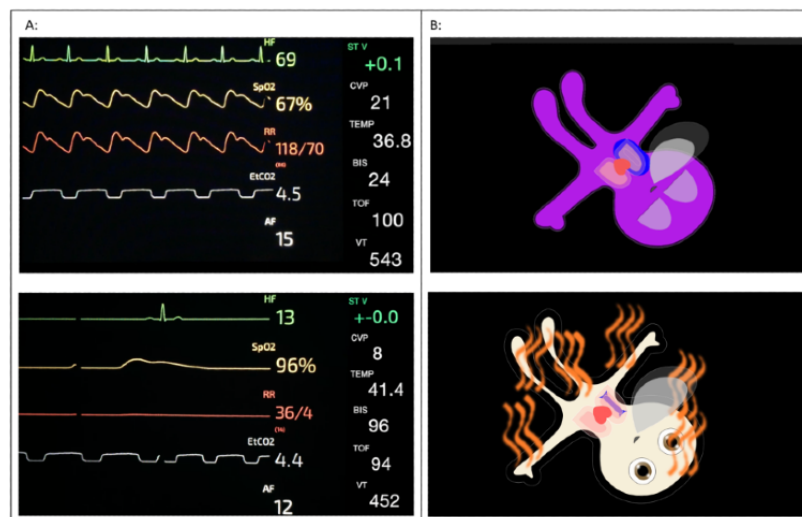 A:
B:
HF
69
ST V
+0.1
SpO2
67%
CVP
21
RR
118/70
TEMP
36.8
BIS
24
EtCO2
4.5
TOF
100
AF
15
VT
543
HF
13
ST V
+-0.0
SpO2
96%
CVP
8
TEMP
41.4
RR
36/4
BIS
96
EtCO2
4.4
TOF
94
AF
12
VT
452